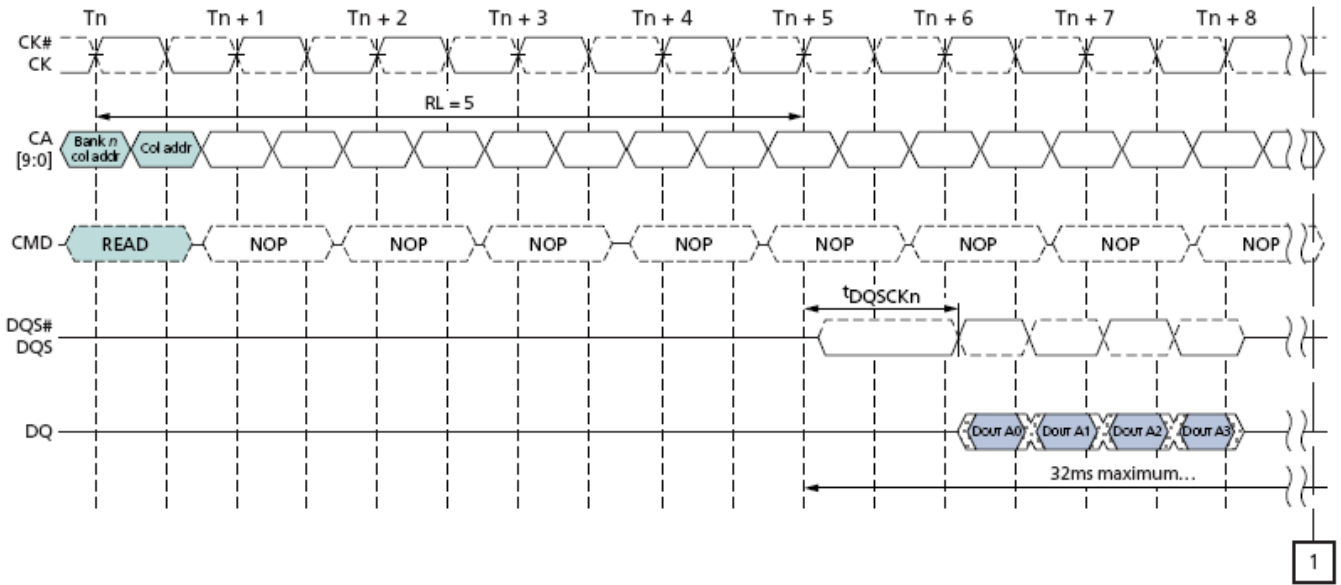 Tn Tn + 1 Tn + 2 Tn + 3 Tn + 4 Tn + 5 Tn + 6 Tn + 7 Tn + 8
CK#
CK
RL = 5
CA
[9:0]
Bank n
col addr
Col addr
CMD READ NOP NOP NOP NOP NOP NOP NOP NOP
tDQSCKn
DQS#
DQS
DQ DOUT A0 DOUT A1 DOUT A2 DOUT A3
32ms maximum…
1